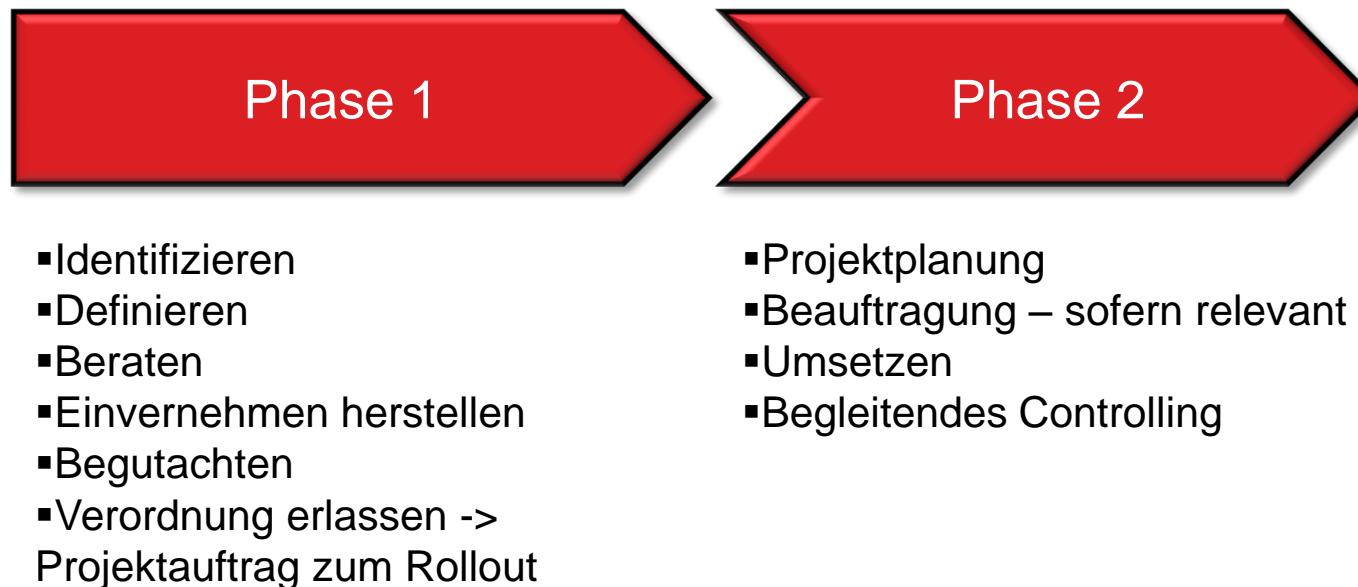 Phase 1
▪Identifizieren
▪Definieren
▪Beraten
▪Einvernehmen herstellen
▪Begutachten
▪Verordnung erlassen ->
Projektauftrag zum Rollout
Phase 2
▪Projektplanung
▪Beauftragung – sofern relevant
▪Umsetzen
▪Begleitendes Controlling